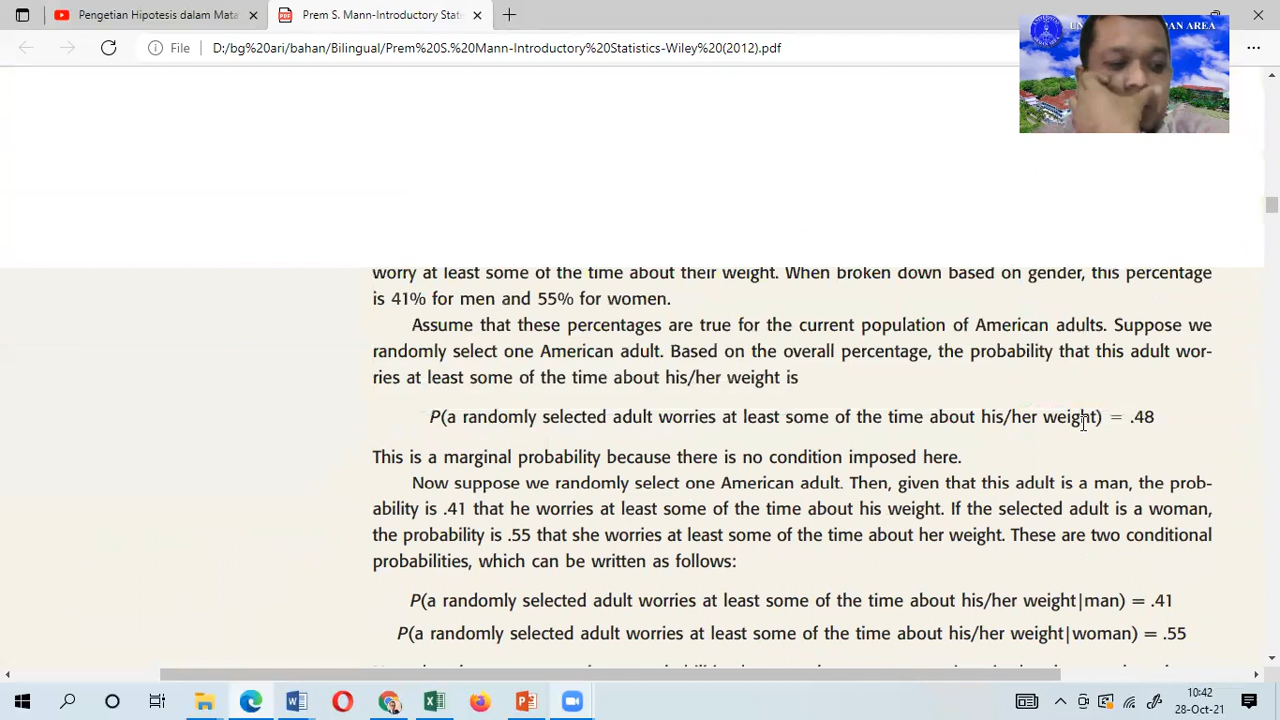 Pengetian Hipotesis dalam Mata
Prem S. Mann-Introductory Stat
File
D:/bg%20ari/bahan/Bilingual/Prem%20S.%20Mann-Introductory%20Statistics-Wiley%20(2012).pdf
AN AREA
worry at least some of the time about their weight. When broken down based on gender, this percentage
is 41% for men and 55% for women.
Assume that these percentages are true for the current population of American adults. Suppose we
randomly select one American adult. Based on the overall percentage, the probability that this adult wor-
ries at least some of the time about his/her weight is
P(a randomly selected adult worries at least some of the time about his/her weight) = .48
This is a marginal probability because there is no condition imposed here.
Now suppose we randomly select one American adult. Then, given that this adult is a man, the prob-
ability is .41 that he worries at least some of the time about his weight. If the selected adult is a woman,
the probability is .55 that she worries at least some of the time about her weight. These are two conditional
probabilities, which can be written as follows:
P(a randomly selected adult worries at least some of the time about his/her weight|man) = .41
P(a randomly selected adult worries at least some of the time about his/her weight|woman) = .55
10:42
28-Oct-21